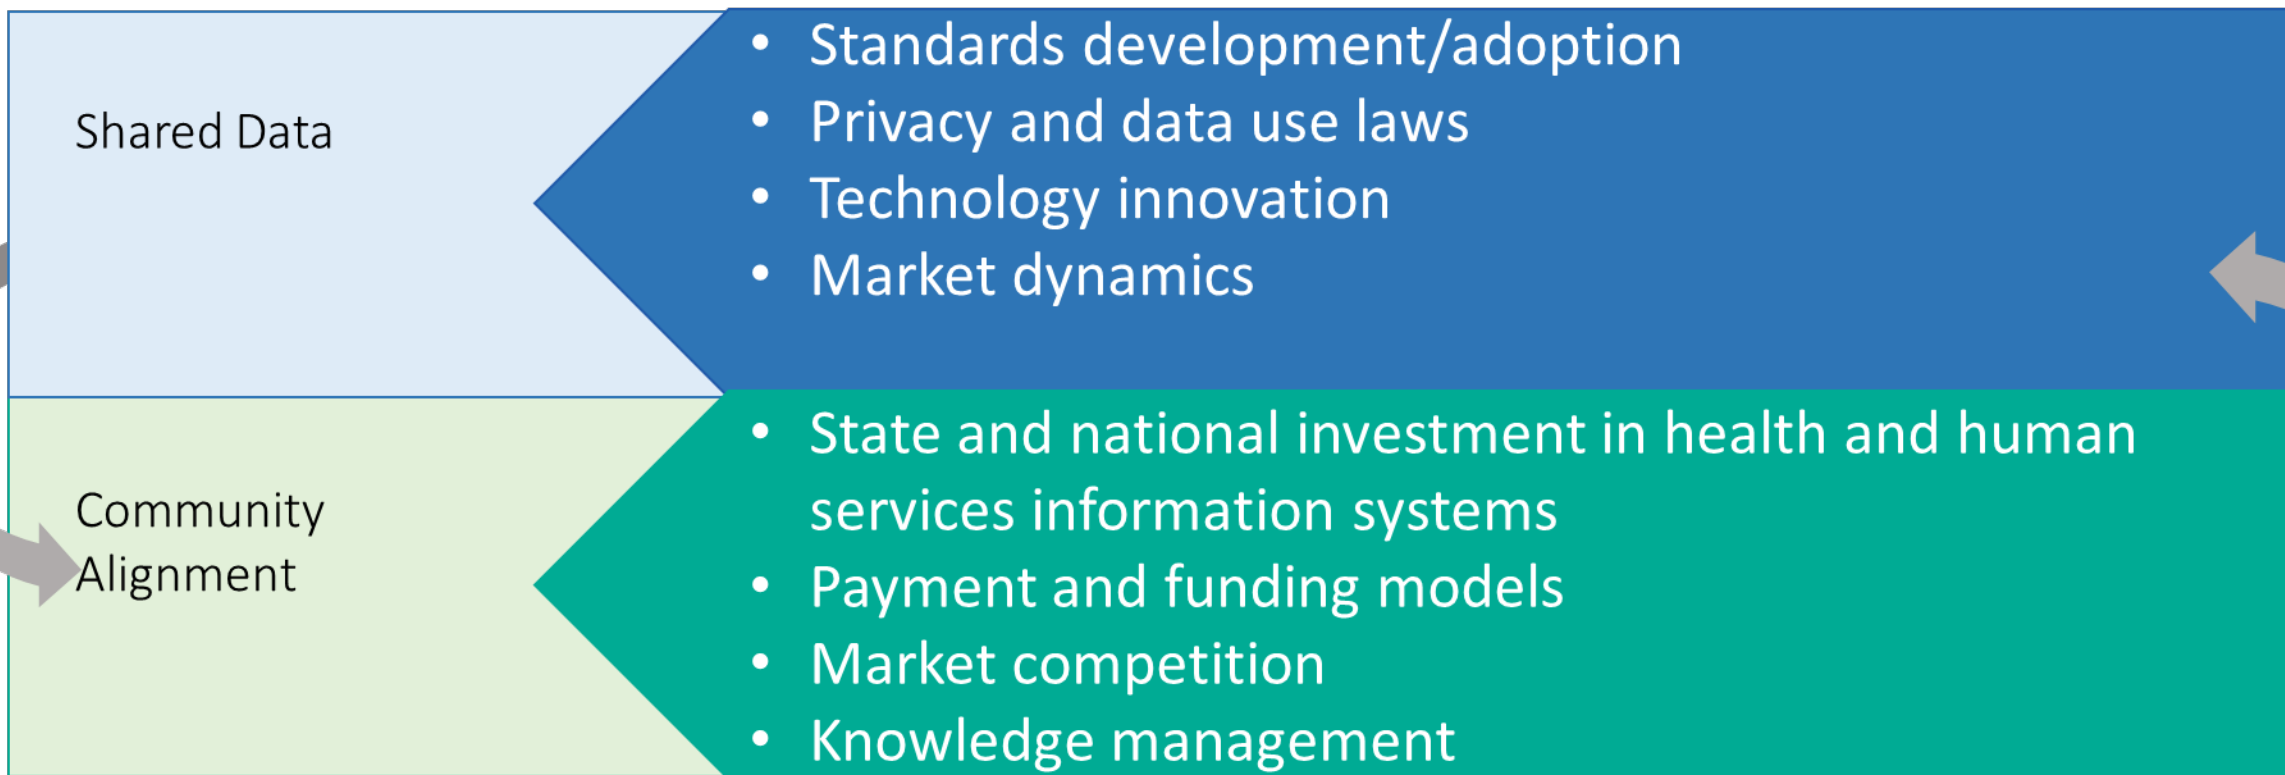 Shared Data
• Standards development/adoption
• Privacy and data use laws
• Technology innovation
• Market dynamics
Community
Alignment
• State and national investment in health and human
services information systems
• Payment and funding models
• Market competition
• Knowledge management